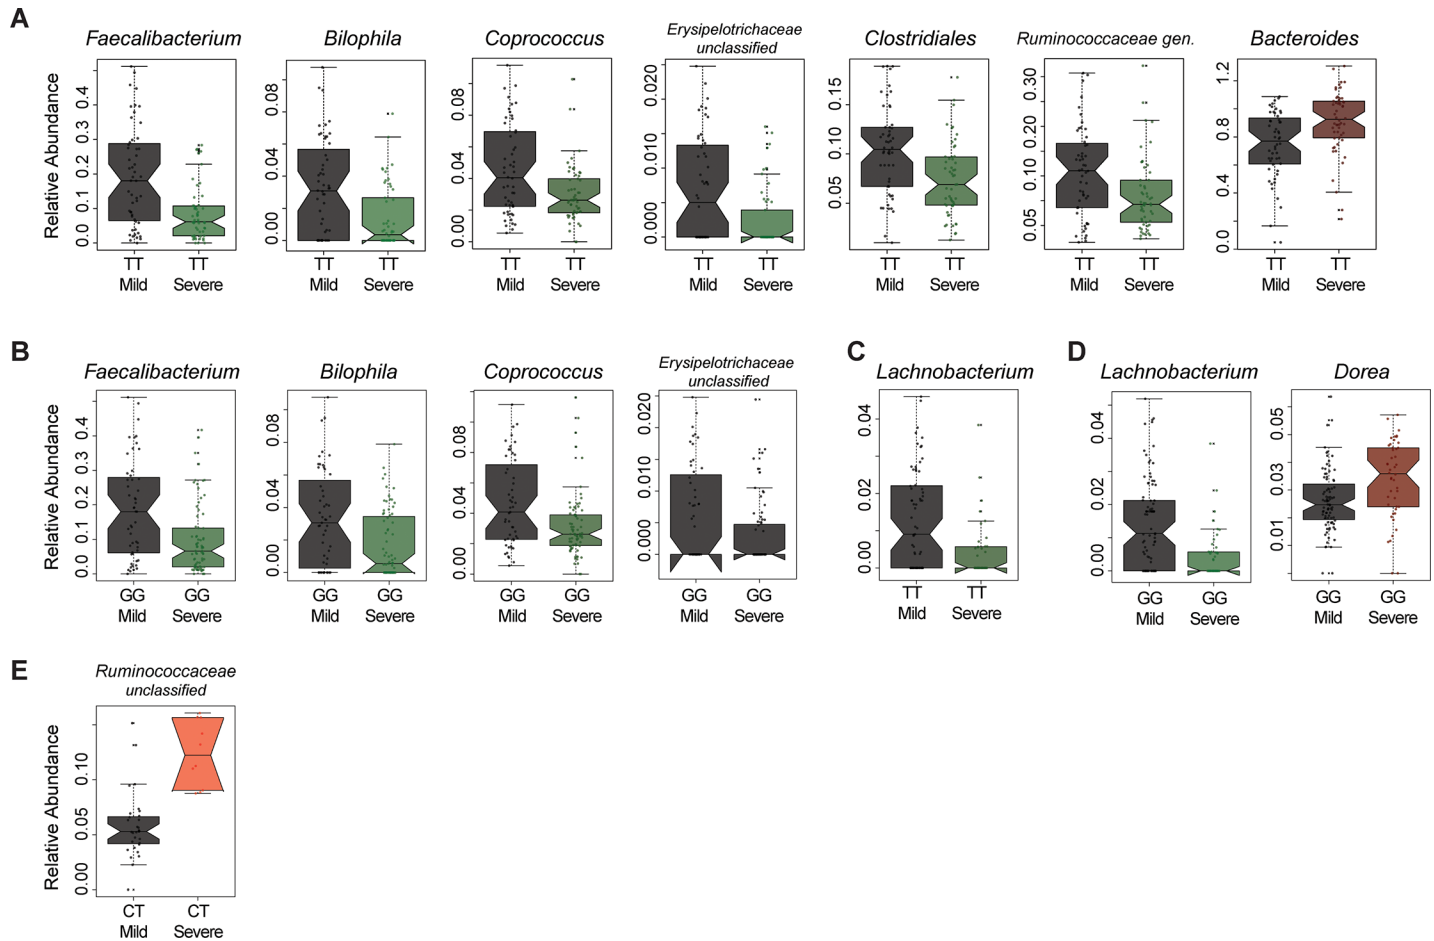 A
Faecalibacterium
Bilophila
Coprococcus
Erysipelotrichaceae
unclassified
Clostridiales
Ruminococcaceae gen.
Bacteroides
Relative Abundance
0.0 0.1 0.2 0.3 0.4
0.00 0.04 0.08
0.00 0.04 0.08
0.000 0.010 0.020
0.05 0.10 0.15
0.05 0.10 0.20 0.30
0.0 0.4 0.8 1.2
TT TT TT TT TT TT TT TT TT TT TT TT TT TT
Mild Severe Mild Severe Mild Severe Mild Severe Mild Severe Mild Severe Mild Severe
B
Faecalibacterium
Bilophila
Coprococcus
Erysipelotrichaceae
unclassified
Relative Abundance
0.0 0.1 0.2 0.3 0.4
0.00 0.04 0.08
0.00 0.04 0.08
0.000 0.010 0.020
GG GG GG GG GG GG GG GG
Mild Severe Mild Severe Mild Severe Mild Severe
C
Lachnobacterium
0.00 0.02 0.04
TT TT
Mild Severe
D
Lachnobacterium
Dorea
0.00 0.02 0.04
0.01 0.03 0.05
GG GG GG GG
Mild Severe Mild Severe
E
Ruminococcaceae
unclassified
Relative Abundance
0.00 0.05 0.10
CT CT
Mild Severe